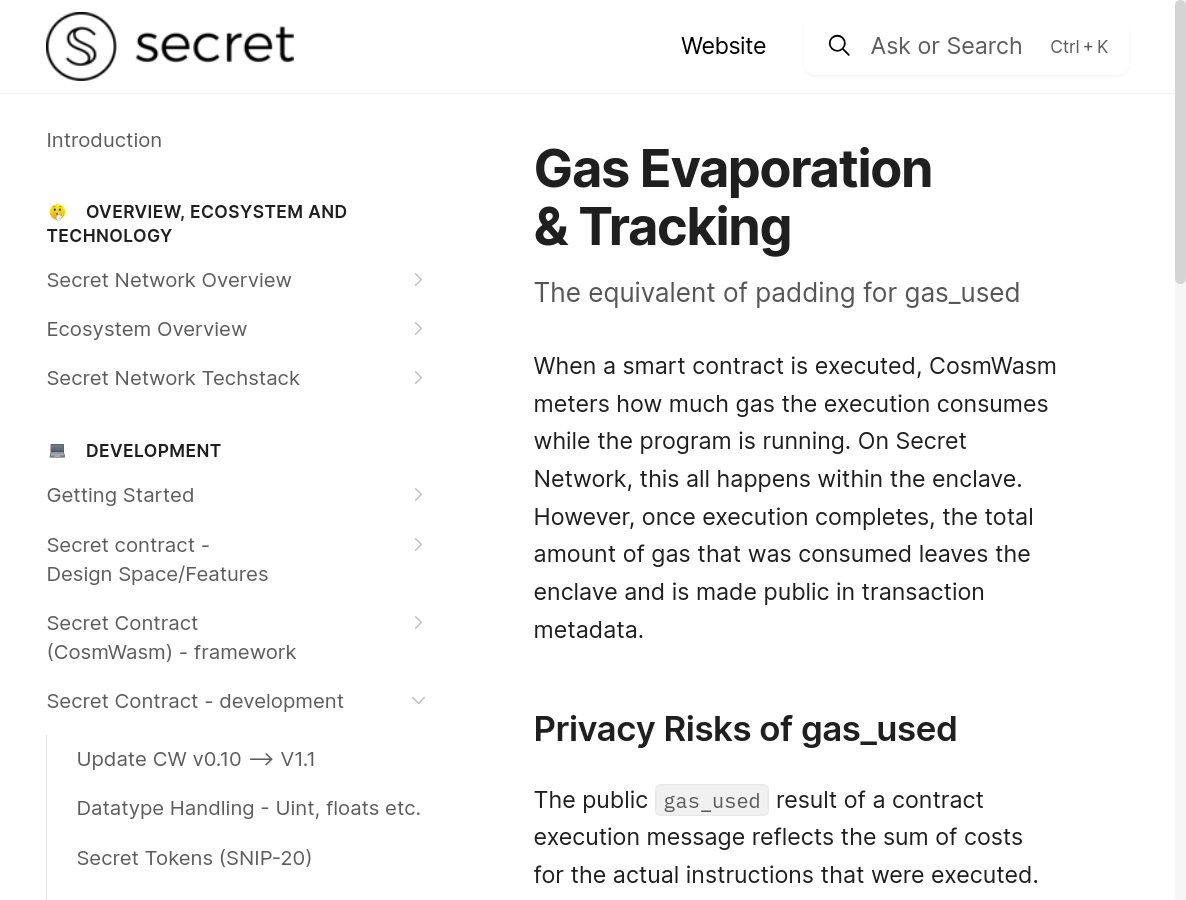 secret
Website
Ask or Search
Ctrl + K
Introduction
OVERVIEW, ECOSYSTEM AND
TECHNOLOGY
Secret Network Overview
Ecosystem Overview
Secret Network Techstack
DEVELOPMENT
Getting Started
Secret contract -
Design Space/Features
Secret Contract
(CosmWasm) - framework
Secret Contract - development
Update CW v0.10 --> V1.1
Datatype Handling - Uint, floats etc.
Secret Tokens (SNIP-20)
Gas Evaporation
& Tracking
The equivalent of padding for gas_used
When a smart contract is executed, CosmWasm
meters how much gas the execution consumes
while the program is running. On Secret
Network, this all happens within the enclave.
However, once execution completes, the total
amount of gas that was consumed leaves the
enclave and is made public in transaction
metadata.
Privacy Risks of gas_used
The public gas_used result of a contract
execution message reflects the sum of costs
for the actual instructions that were executed.